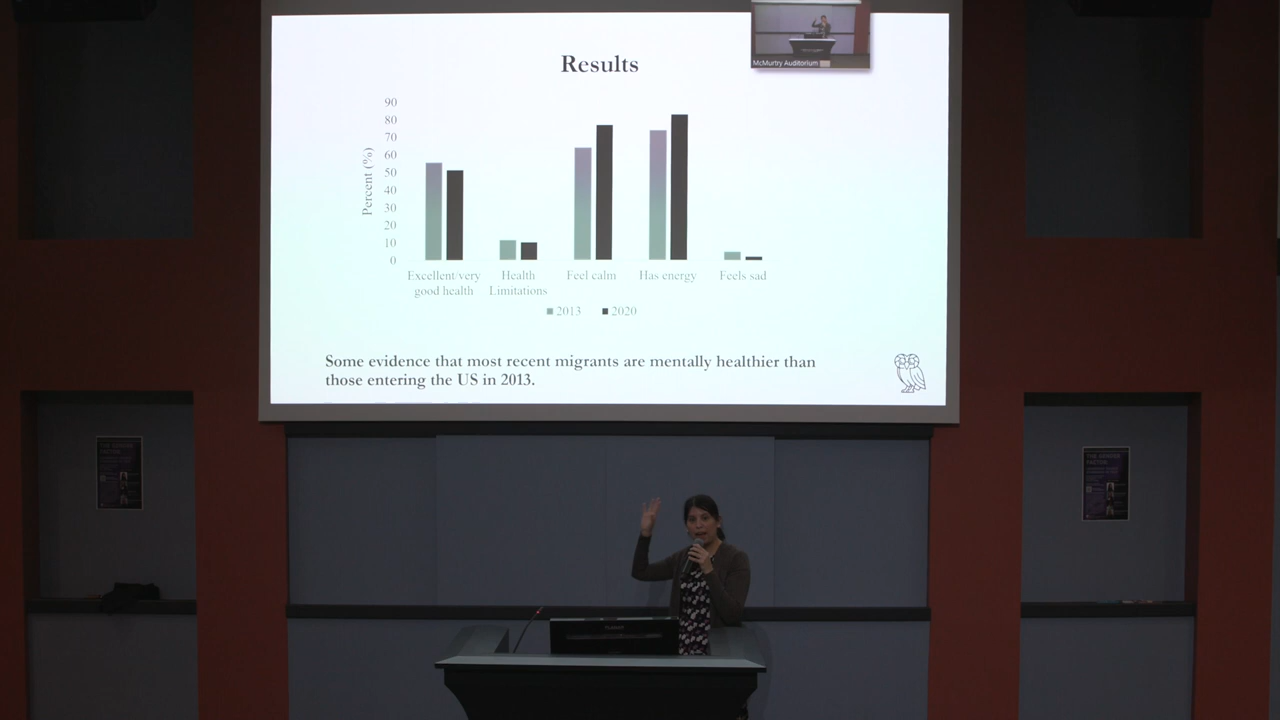 McMurtry Auditorium
Results
Percent (%)
90
80
70
60
50
40
30
20
10
0
Excellent/very
good health
Health
Limitations
Feel calm
Has energy
Feels sad
2013
2020
Some evidence that most recent migrants are mentally healthier than
those entering the US in 2013.